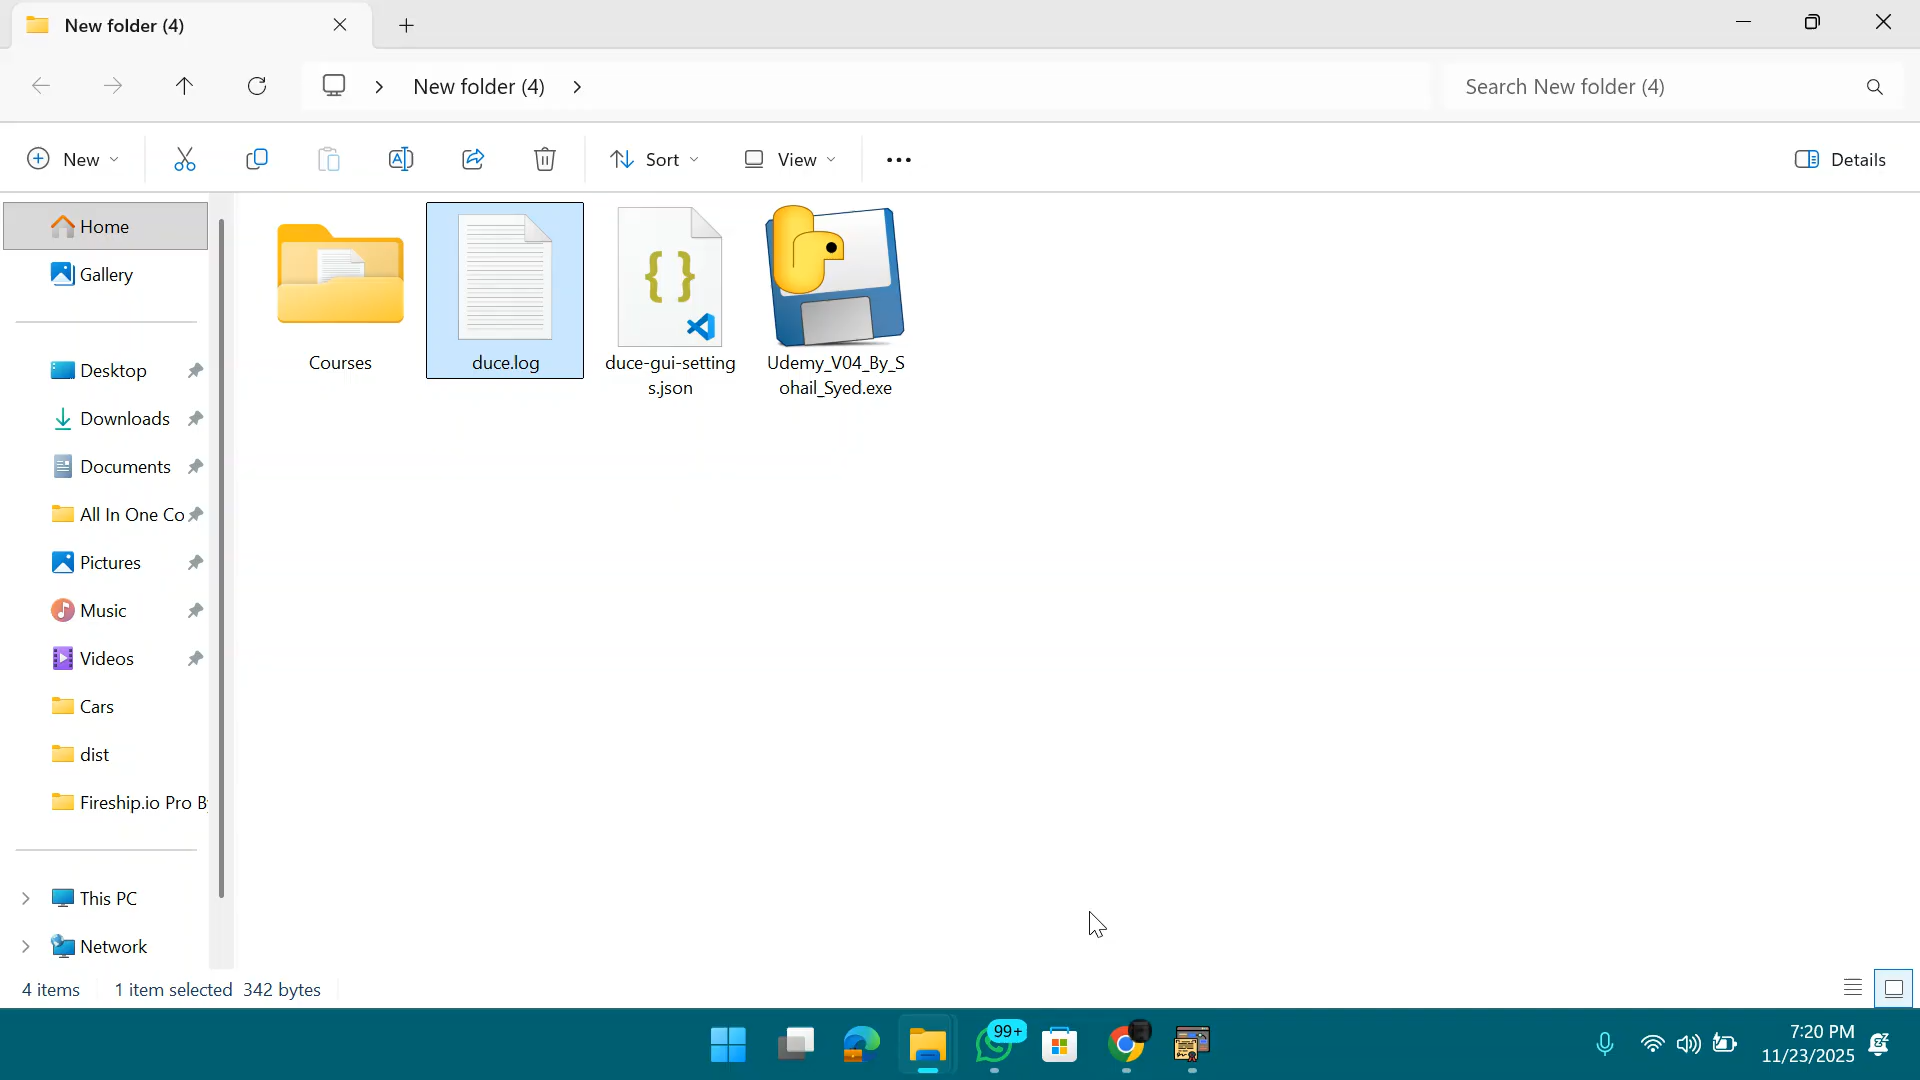 New folder (4)
New folder (4)
Search New folder (4)
New
Sort
View
Details
Home
Gallery
Desktop
Downloads
Documents
All In One Co
Pictures
Music
Videos
Cars
dist
Fireship.io Pro B
This PC
Network
Courses
duce.log
duce-gui-setting
s.json
Udemy_V04_By_S
ohail_Syed.exe
4 items
1 item selected 342 bytes
99+
7:20 PM
11/23/2025